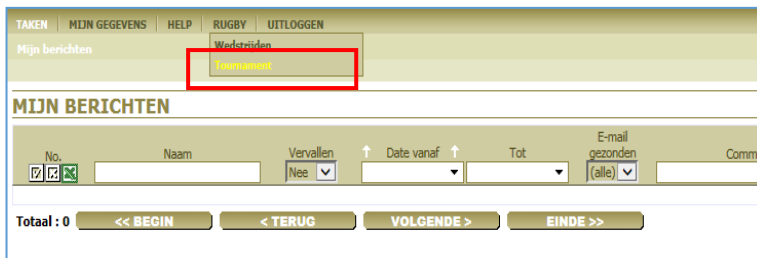 TAKEN MIJN GEGEVENS HELP RUGBY UITLOGGEN
Mijn berichten Wedstrijden
Tournament
MIJN BERICHTEN
No. Naam Vervallen ↑ Date vanaf ↑ Tot E-mail gezonden Comm
Nee (alle)
Totaal : 0 << BEGIN < TERUG VOLGENDE > EINDE >>